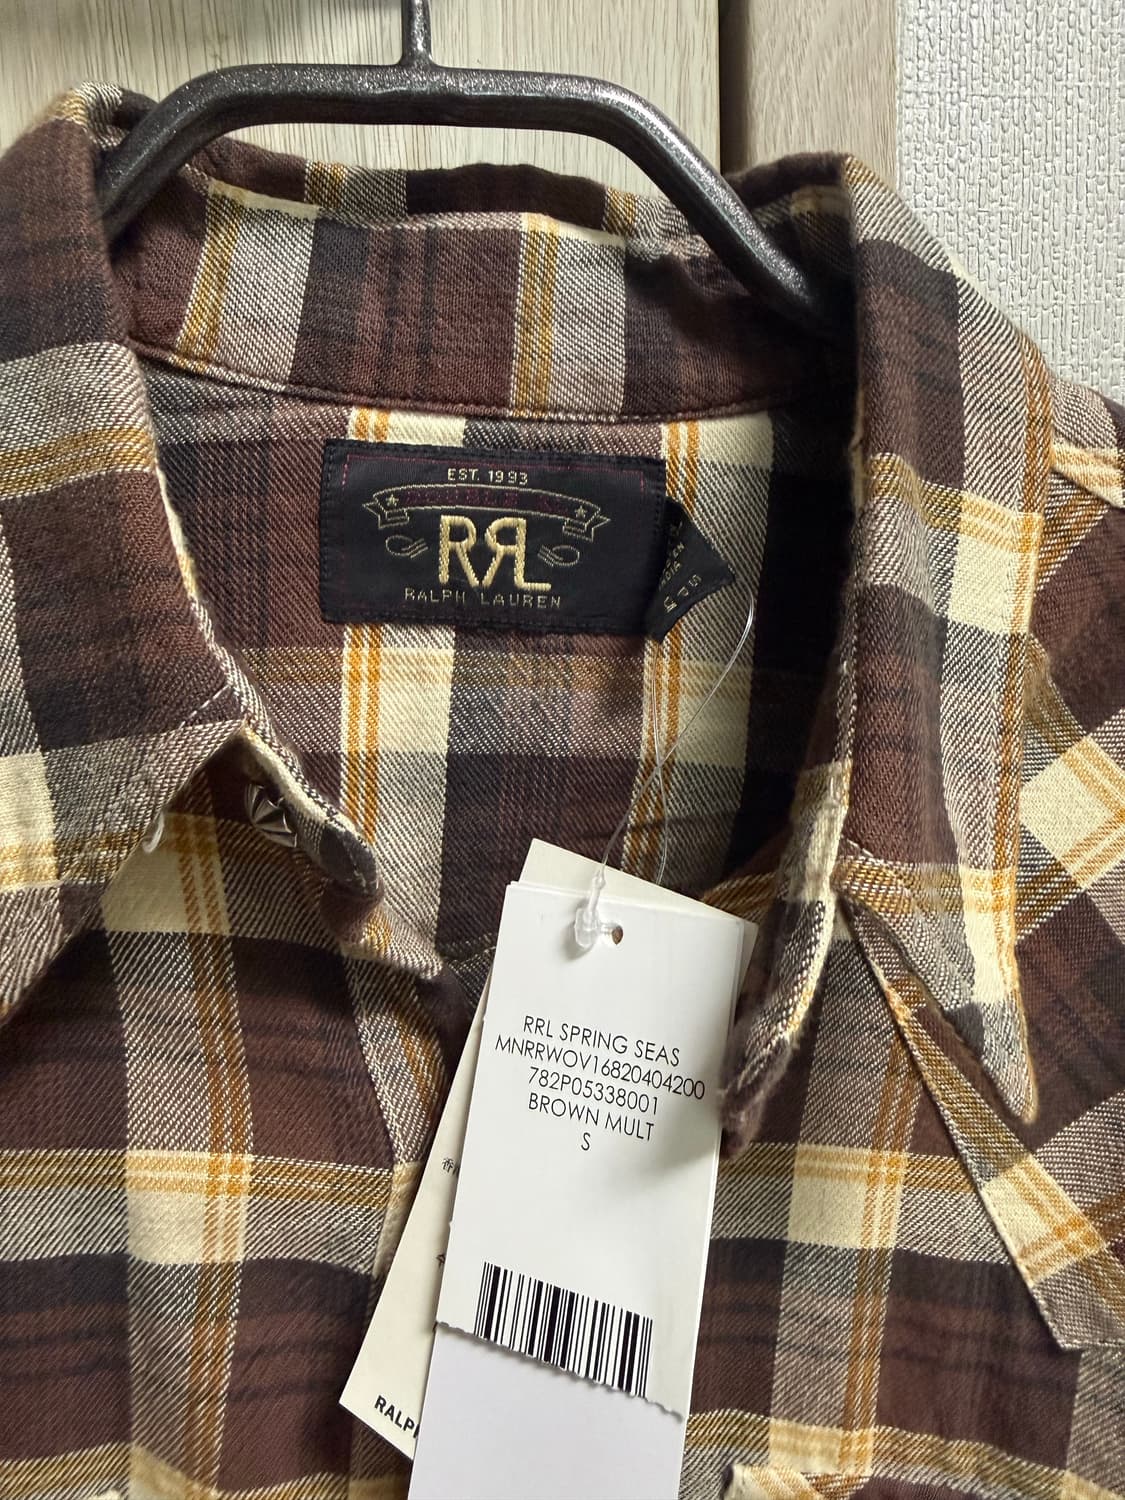 EST. 1993
RRL
RALPH LAUREN
RRL SPRING SEAS
MNRRWOV16820404200
782P05338001
BROWN MULT
S
RALPH